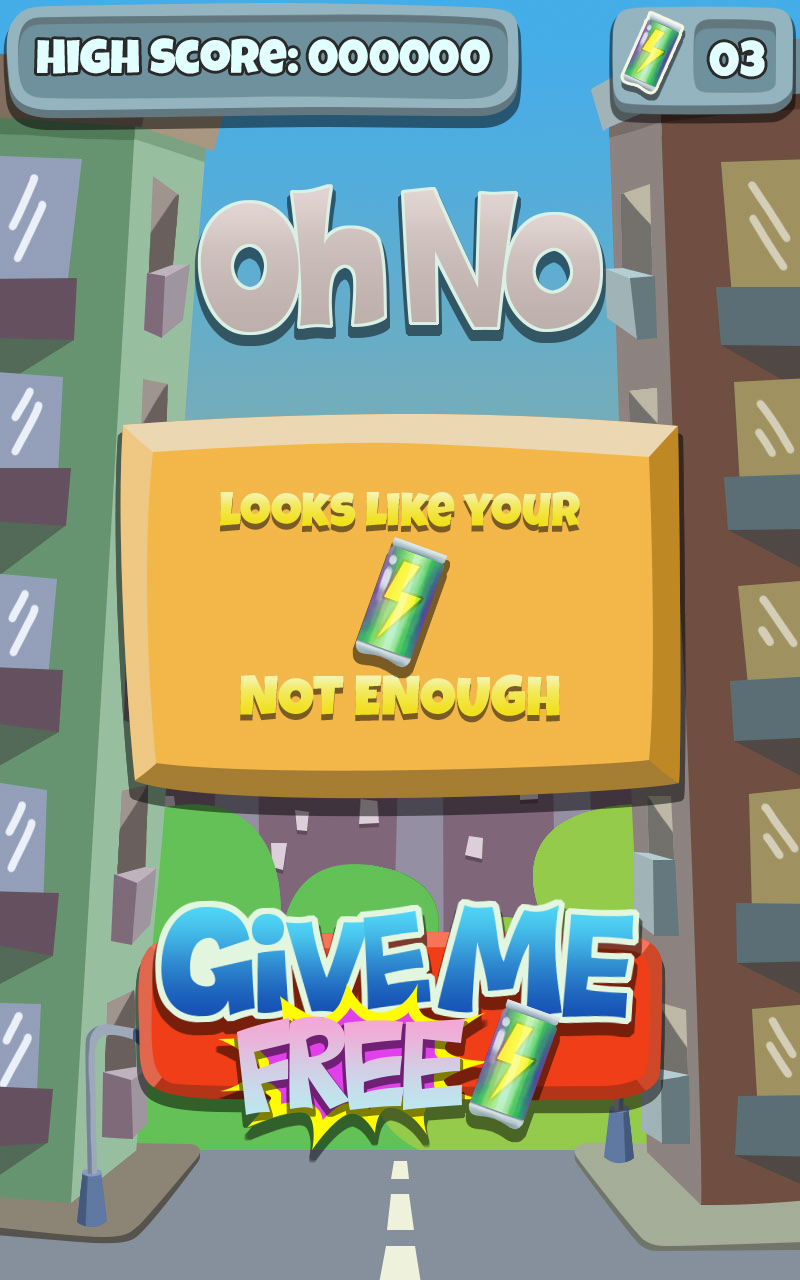 HIGH SCORe: 000000
03
Oh No
LOOKS LIKe YOUR
NOT ENOUGH
GiVE ME
FREE